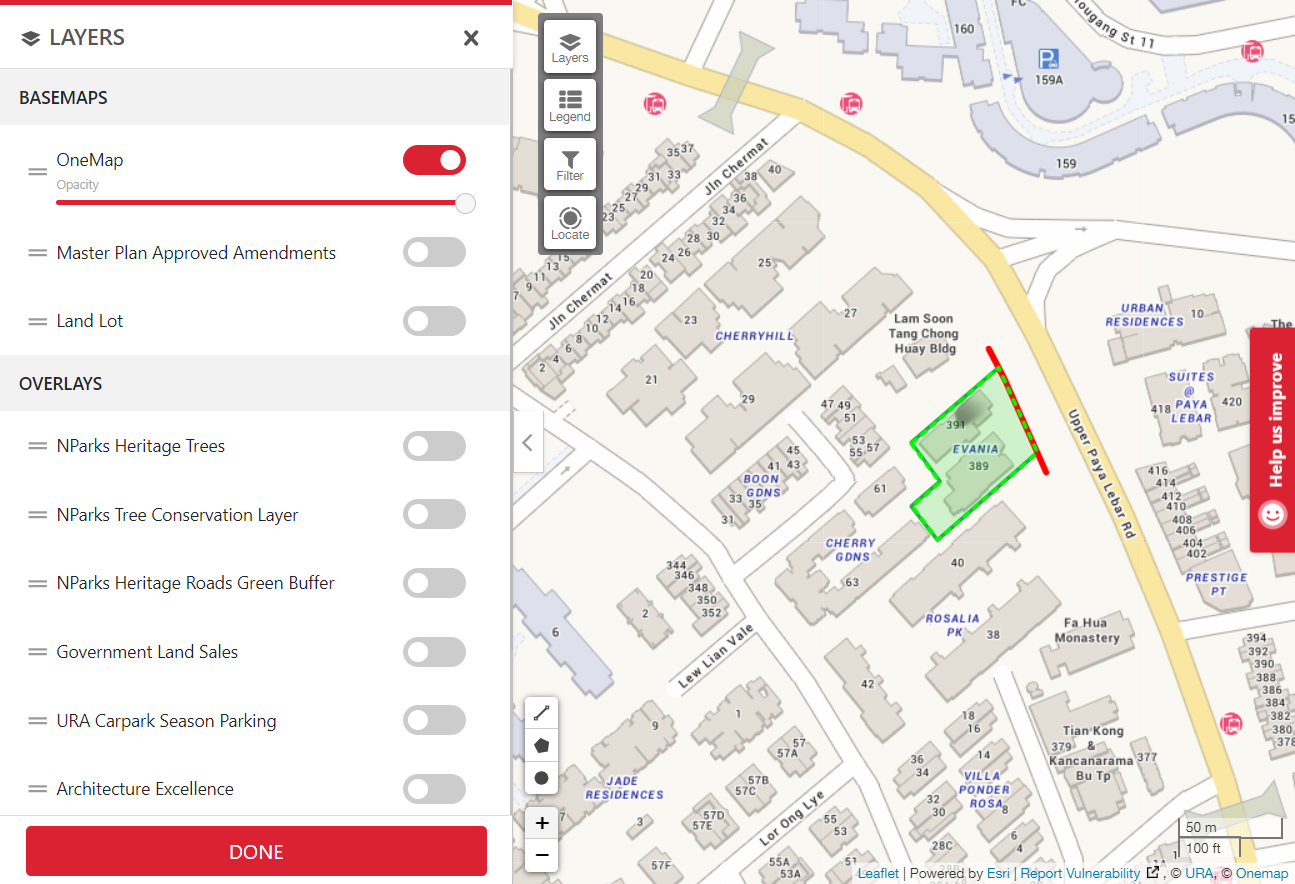 LAYERS
BASEMAPS
OneMap
Opacity
Master Plan Approved Amendments
Land Lot
OVERLAYS
NParks Heritage Trees
NParks Tree Conservation Layer
NParks Heritage Roads Green Buffer
Government Land Sales
URA Carpark Season Parking
Architecture Excellence
DONE
Layers
Legend
Filter
Locate
FC
160
ougang St 11
P
159A
159
15
Jln Chermat
35
37
31
33
29
27
25
23
40
38
36
34
32
30
28
26
24
20
18
16
14
12
10
8
6
4
2
15
13
11
9
7
Jln Chermat
25
23
27
CHERRYHILL
21
29
Lam Soon
Tang Chong
Huay Bldg
URBAN
RESIDENCES
10
The
SUITES
@
PAYA
LEBAR
418
420
Help us improve
47
49
51
53
55
57
391
EVANIA
389
Upper Paya Lebar Rd
45
43
41
BOON
GDNS
33
35
31
61
CHERRY
GDNS
63
40
416
414
412
410
408
406
404
402
PRESTIGE
PT
344
346
348
350
352
2
6
ROSALIA
PK
38
Fa Hua
Monastery
Lew Lian Vale
42
394
392
390
388
386
384
382
380
378
9
1
57
57A
18
16
Tian Kong
&
Kancanarama
Bu Tp
379
377
JADE
RESIDENCES
57B
57C
36
34
14
VILLA
PONDER
ROSA
8
32
30
3
57D
57E
Lor Ong Lye
55
53
6
4
28C
57F
55A
53A
51
+
−
50 m
100 ft
Leaflet | Powered by Esri | Report Vulnerability , © URA, © Onemap